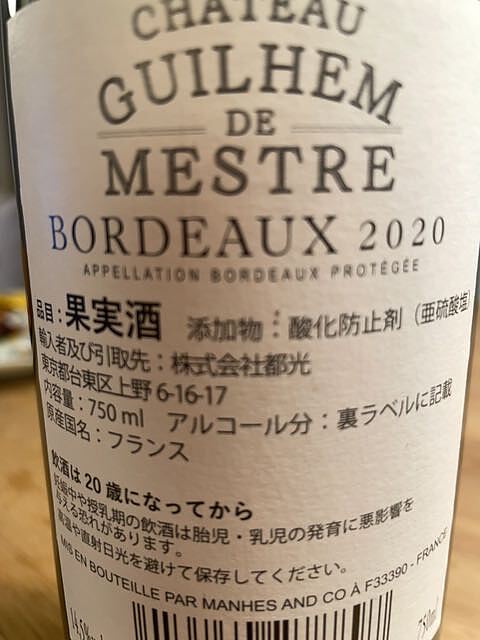 CHATEAU
GUILHEM
DE
MESTRE
BORDEAUX 2020
APPELLATION BORDEAUX PROTÉGÉE
品目：果実酒　添加物：酸化防止剤（亜硫酸塩）
輸入者及び引取先：株式会社都光
東京都台東区上野 6-16-17
内容量：750 ml　アルコール分：裏ラベルに記載
原産国名：フランス
飲酒は 20 歳になってから
妊娠中や授乳期の飲酒は胎児・乳児の発育に悪影響を
与える恐れがあります。
高温や直射日光を避けて保存してください。
MIS EN BOUTEILLE PAR MANHES AND CO À F33390 - FRANCE
14.5%
750ml